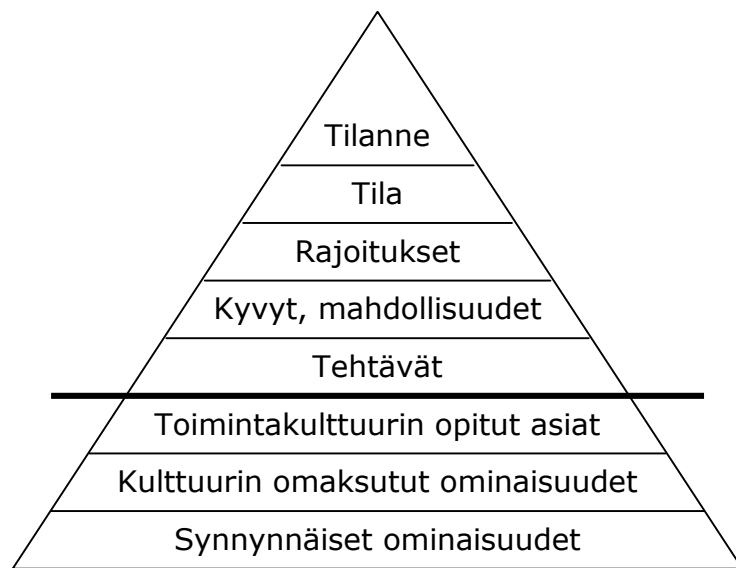 Tilanne
Tila
Rajoitukset
Kyvyt, mahdollisuudet
Tehtävät
Toimintakulttuurin opitut asiat
Kulttuurin omaksutut ominaisuudet
Synnynnäiset ominaisuudet